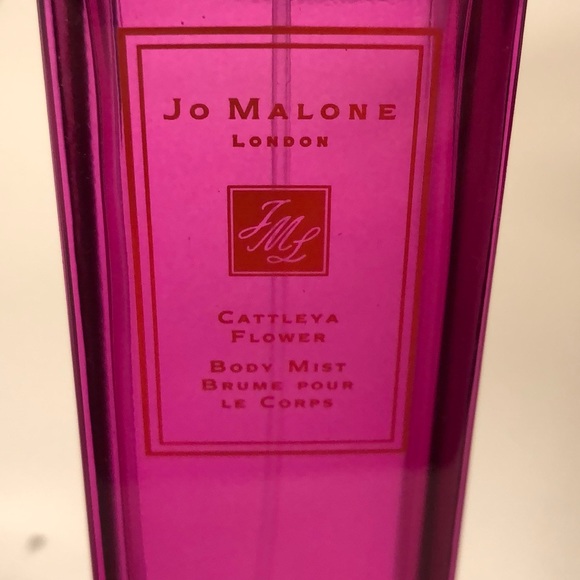 JO MALONE
LONDON
JML
CATTLEYA
FLOWER
BODY MIST
BRUME POUR
LE CORPS